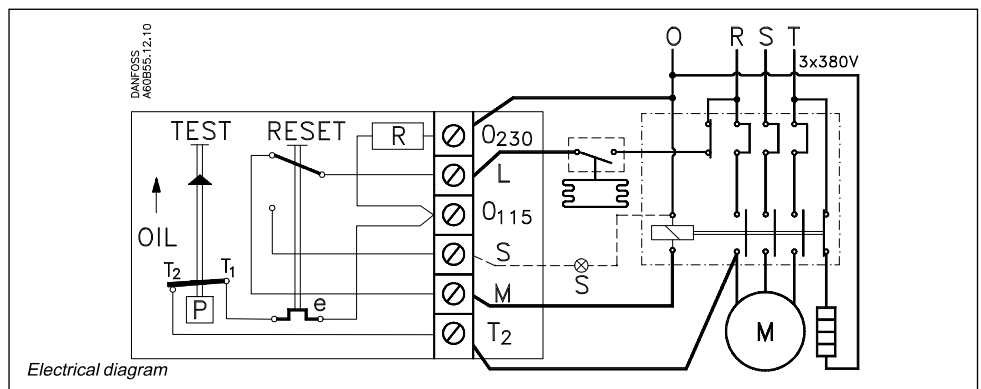 DANFOSS
A60B55.12.10
O R S T
3x380V
TEST RESET
R
O230
L
O115
OIL
S
S
T2 T1
P
e
M
M
T2
Electrical diagram